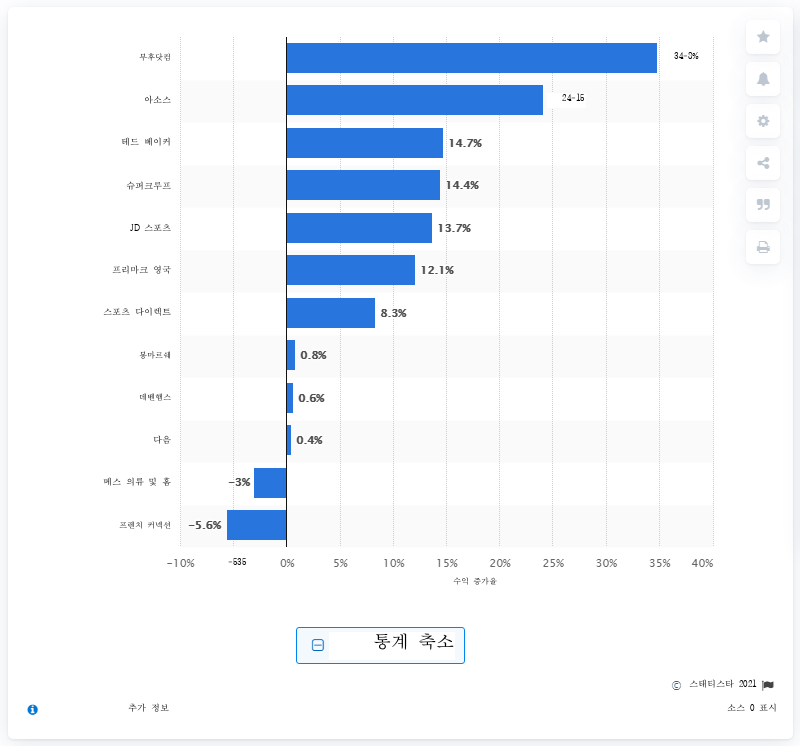 부후닷컴 34-8%
아소스 24-15
테드 베이커 14.7%
슈퍼크루프 14.4%
JD 스포츠 13.7%
프리마크 영국 12.1%
스포츠 다이렉트 8.3%
봉마르쉐 0.8%
데벤햄스 0.6%
다음 0.4%
메스 의류 및 홈 -3%
프렌치 커넥션 -5.6%
-10% -535 0% 5% 10% 15% 20% 25% 30% 35% 40%
수익 증가율
통계 축소
© 스태티스타 2021
추가 정보
소스 0 표시